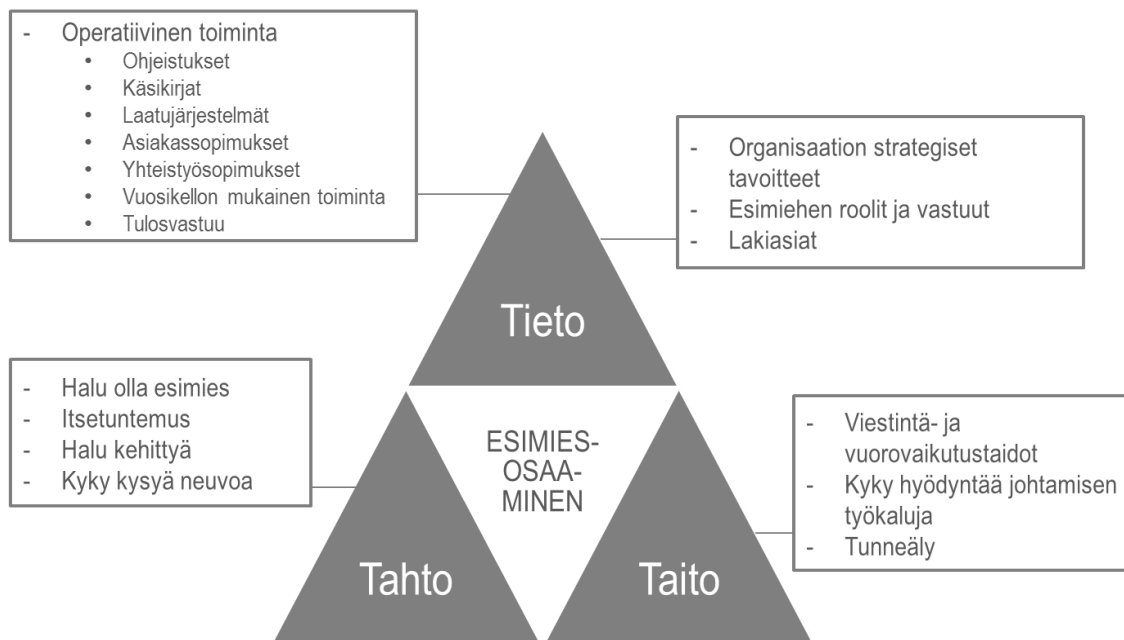 - Operatiivinen toiminta
• Ohjeistukset
• Käsikirjat
• Laatujärjestelmät
• Asiakassopimukset
• Yhteistyösopimukset
• Vuosikellon mukainen toiminta
• Tulosvastuu
- Organisaation strategiset
tavoitteet
- Esimiehen roolit ja vastuut
- Lakiasiat
Tieto
- Halu olla esimies
- Itsetuntemus
- Halu kehittyä
- Kyky kysyä neuvoa
ESIMIES-
OSAA-
MINEN
- Viestintä- ja
vuorovaikutustaidot
- Kyky hyödyntää johtamisen
työkaluja
- Tunneäly
Tahto
Taito